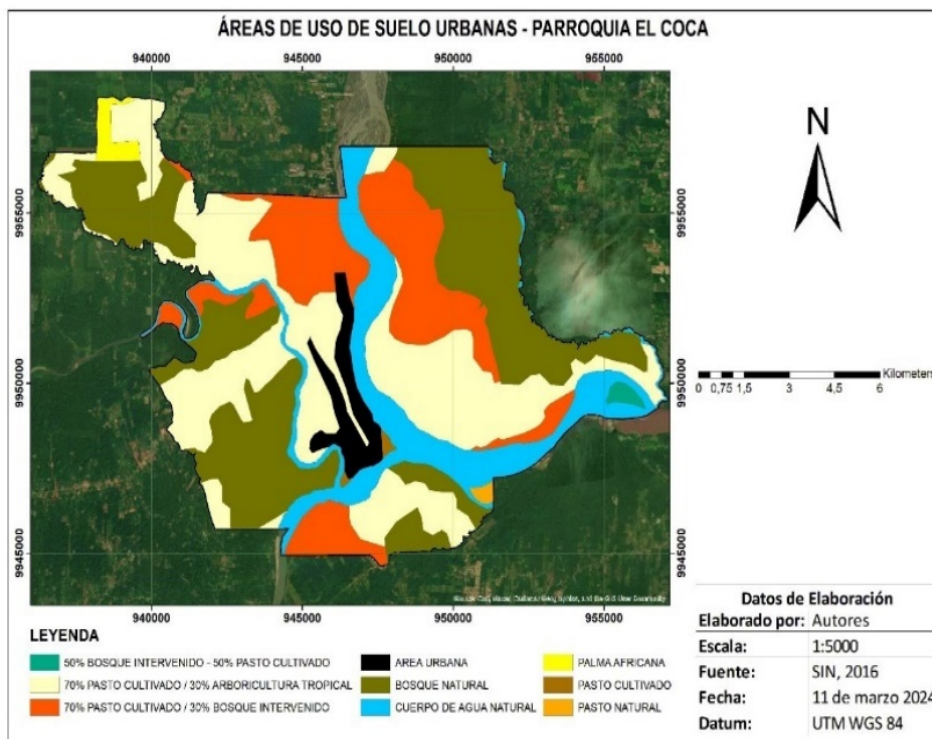 ÁREAS DE USO DE SUELO URBANAS - PARROQUIA EL COCA
940000 945000 950000 955000
9955000 9955000
9950000 9950000
9945000 9945000
940000 945000 950000 955000
N
Kilometers
0 0,75 1,5 3 4,5 6
LEYENDA
50% BOSQUE INTERVENIDO - 50% PASTO CULTIVADO
70% PASTO CULTIVADO / 30% ARBORICULTURA TROPICAL
70% PASTO CULTIVADO / 30% BOSQUE INTERVENIDO
AREA URBANA
BOSQUE NATURAL
CUERPO DE AGUA NATURAL
PALMA AFRICANA
PASTO CULTIVADO
PASTO NATURAL
Datos de Elaboración
Elaborado por: Autores
Escala: 1:5000
Fuente: SIN, 2016
Fecha: 11 de marzo 2024
Datum: UTM WGS 84